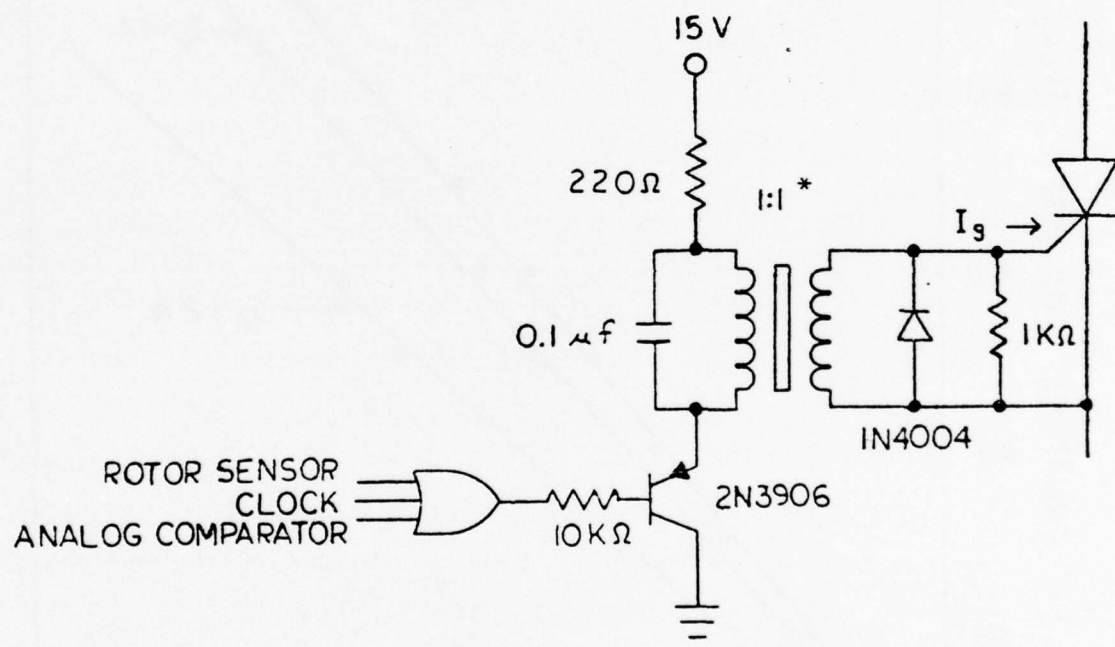 15 V
220Ω
1:1 *
Ig →
0.1 μf
1KΩ
1N4004
ROTOR SENSOR
CLOCK
ANALOG COMPARATOR
10KΩ
2N3906